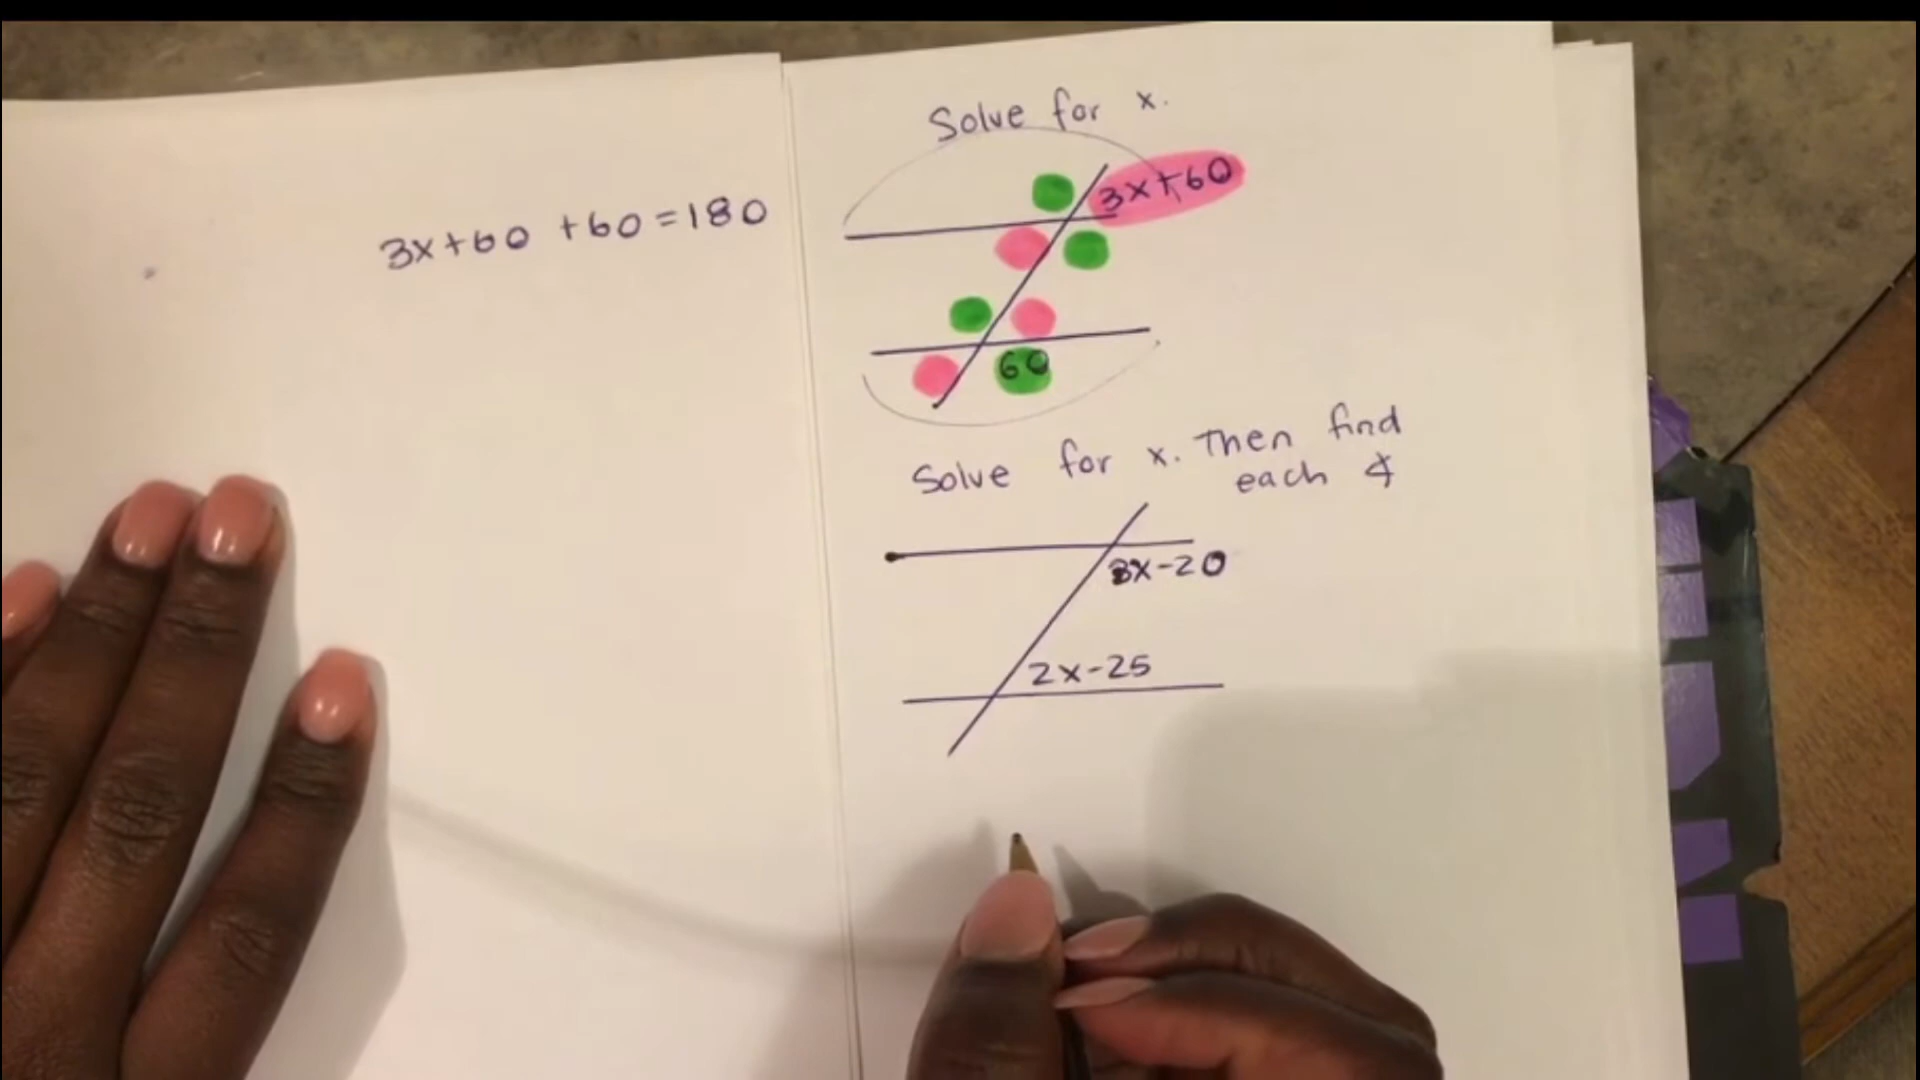 3x+60 +60=180
Solve for x.
3x+60
60
Solve for x. Then find
each ∢
3x-20
2x-25